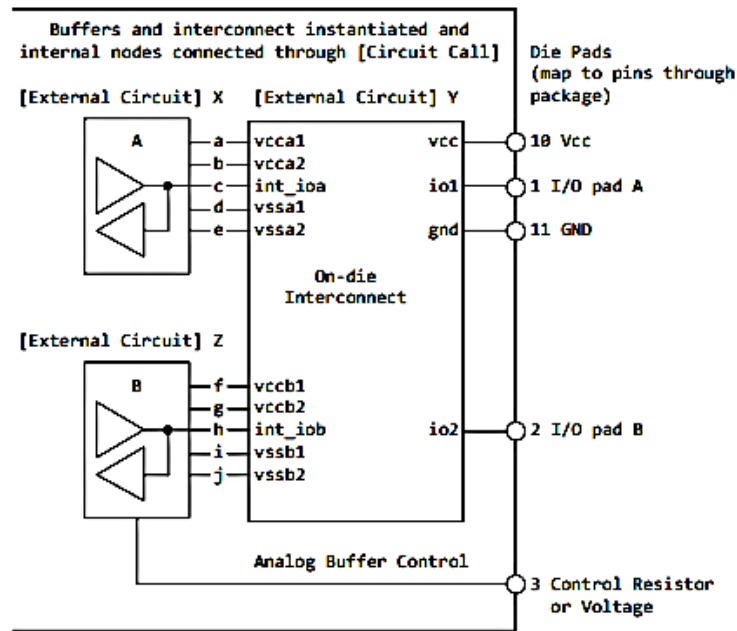 Buffers and interconnect instantiated and
internal nodes connected through [Circuit Call]
Die Pads
(map to pins through
package)
[External Circuit] X
[External Circuit] Y
A
a
b
c
d
e
vcca1
vcca2
int_ioa
vssa1
vssa2
vcc
io1
gnd
10 Vcc
1 I/O pad A
11 GND
On-die
Interconnect
[External Circuit] Z
B
f
g
h
i
j
vccb1
vccb2
int_iob
vssb1
vssb2
io2
2 I/O pad B
Analog Buffer Control
3 Control Resistor
or Voltage